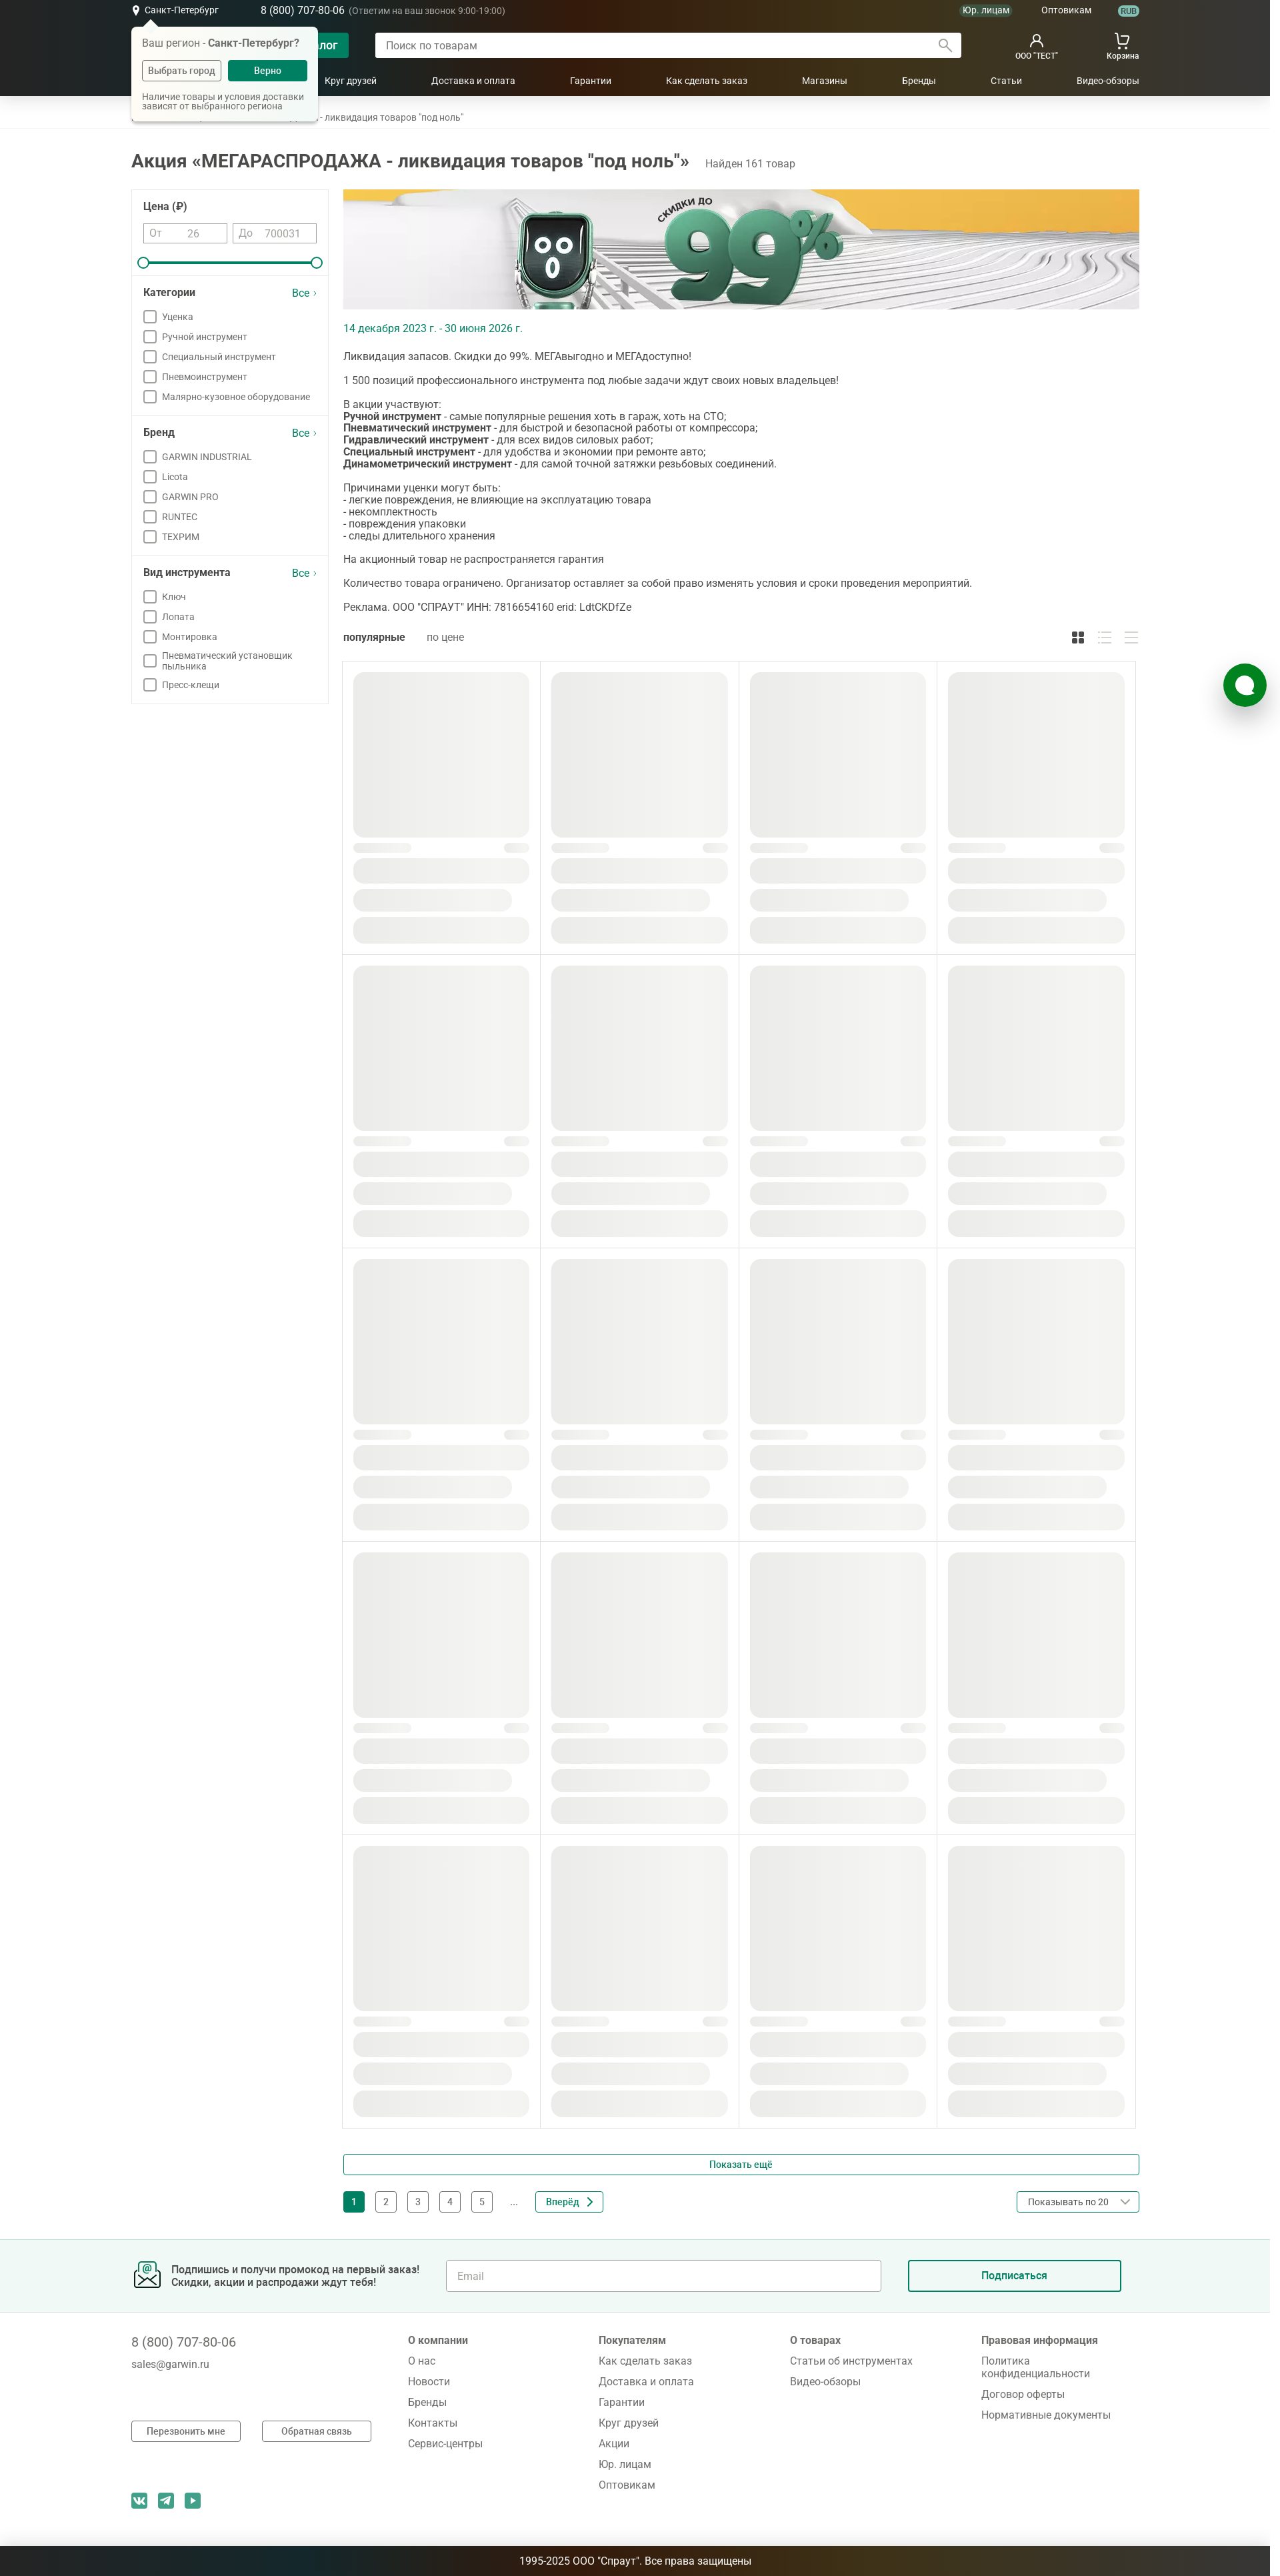 Санкт-Петербург
8 (800) 707-80-06 (Ответим на ваш звонок 9:00-19:00)
Юр. лицам
Оптовикам
RUB
Ваш регион - Санкт-Петербург?
Выбрать город
Верно
Наличие товары и условия доставки
зависят от выбранного региона
Поиск по товарам
ООО "ТЕСТ"
Корзина
Круг друзей
Доставка и оплата
Гарантии
Как сделать заказ
Магазины
Бренды
Статьи
Видео-обзоры
- ликвидация товаров "под ноль"
Акция «МЕГАРАСПРОДАЖА - ликвидация товаров "под ноль"»
Найден 161 товар
Цена (₽)
От 26
До 700031
Категории
Все
Уценка
Ручной инструмент
Специальный инструмент
Пневмоинструмент
Малярно-кузовное оборудование
Бренд
Все
GARWIN INDUSTRIAL
Licota
GARWIN PRO
RUNTEC
ТЕХРИМ
Вид инструмента
Все
Ключ
Лопата
Монтировка
Пневматический установщик
пыльника
Пресс-клещи
СКИДКИ ДО
99%
14 декабря 2023 г. - 30 июня 2026 г.
Ликвидация запасов. Скидки до 99%. МЕГАвыгодно и МЕГАдоступно!
1 500 позиций профессионального инструмента под любые задачи ждут своих новых владельцев!
В акции участвуют:
Ручной инструмент - самые популярные решения хоть в гараж, хоть на СТО;
Пневматический инструмент - для быстрой и безопасной работы от компрессора;
Гидравлический инструмент - для всех видов силовых работ;
Специальный инструмент - для удобства и экономии при ремонте авто;
Динамометрический инструмент - для самой точной затяжки резьбовых соединений.
Причинами уценки могут быть:
- легкие повреждения, не влияющие на эксплуатацию товара
- некомплектность
- повреждения упаковки
- следы длительного хранения
На акционный товар не распространяется гарантия
Количество товара ограничено. Организатор оставляет за собой право изменять условия и сроки проведения мероприятий.
Реклама. ООО "СПРАУТ" ИНН: 7816654160 erid: LdtCKDfZe
популярные
по цене
Показать ещё
1
2
3
4
5
...
Вперёд
Показывать по 20
Подпишись и получи промокод на первый заказ!
Скидки, акции и распродажи ждут тебя!
Email
Подписаться
8 (800) 707-80-06
sales@garwin.ru
Перезвонить мне
Обратная связь
О компании
О нас
Новости
Бренды
Контакты
Сервис-центры
Покупателям
Как сделать заказ
Доставка и оплата
Гарантии
Круг друзей
Акции
Юр. лицам
Оптовикам
О товарах
Статьи об инструментах
Видео-обзоры
Правовая информация
Политика
конфиденциальности
Договор оферты
Нормативные документы
1995-2025 ООО "Спраут". Все права защищены